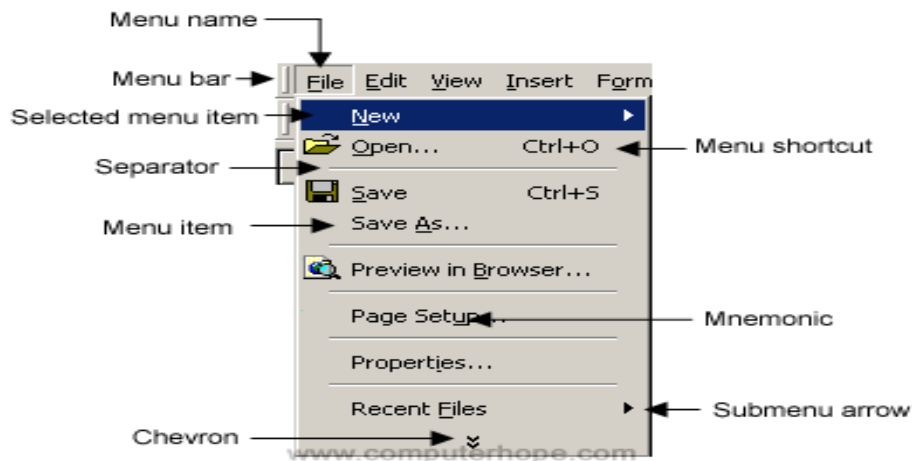 Menu name
Menu bar
File Edit View Insert Form
Selected menu item
New
Open... Ctrl+O
Menu shortcut
Separator
Save Ctrl+S
Menu item
Save As...
Preview in Browser...
Page Setup...
Mnemonic
Properties...
Recent Files
Submenu arrow
Chevron
www.computerhope.com